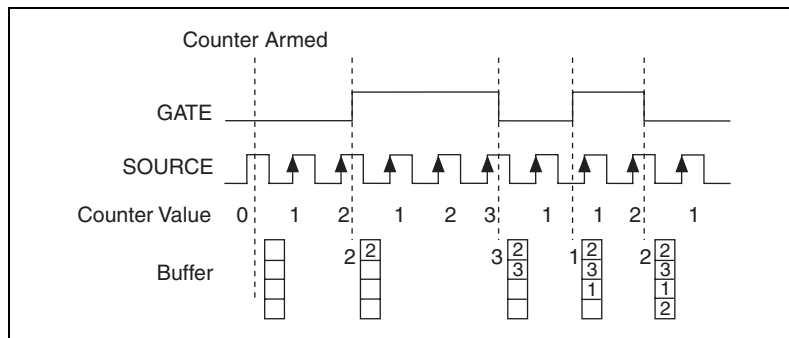 Counter Armed
GATE
SOURCE
Counter Value 0 1 2 1 2 3 1 1 2 1
Buffer
2 2
3 2 3
1 2 3 1
2 2 3 1 2